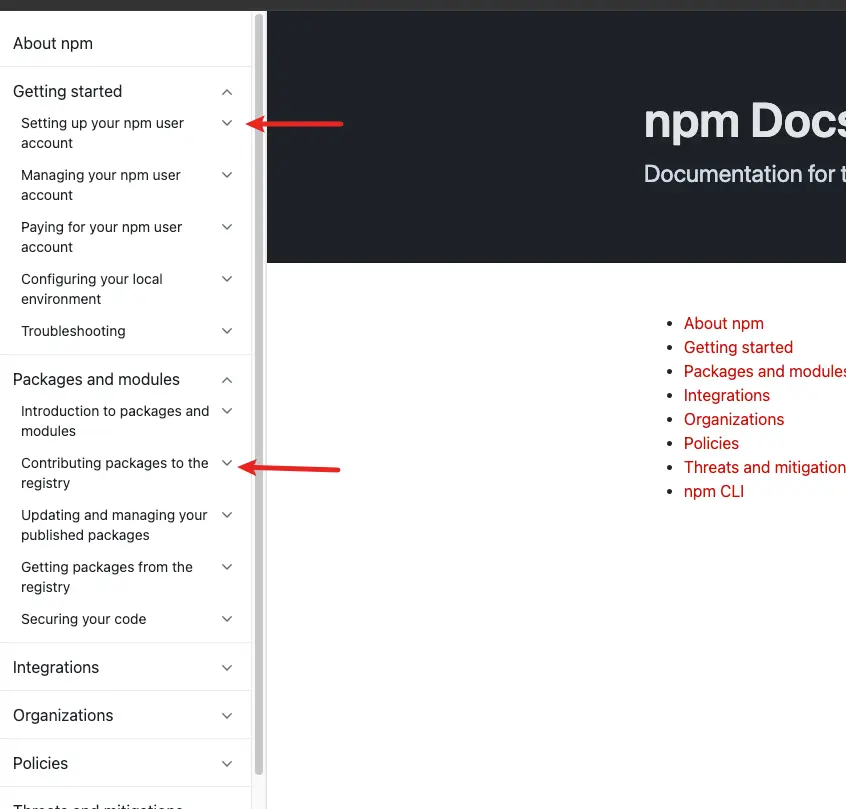 About npm
Getting started
Setting up your npm user
account
Managing your npm user
account
Paying for your npm user
account
Configuring your local
environment
Troubleshooting
Packages and modules
Introduction to packages and
modules
Contributing packages to the
registry
Updating and managing your
published packages
Getting packages from the
registry
Securing your code
Integrations
Organizations
Policies
Threats and mitigations
npm Docs
Documentation for t
About npm
Getting started
Packages and modules
Integrations
Organizations
Policies
Threats and mitigation
npm CLI